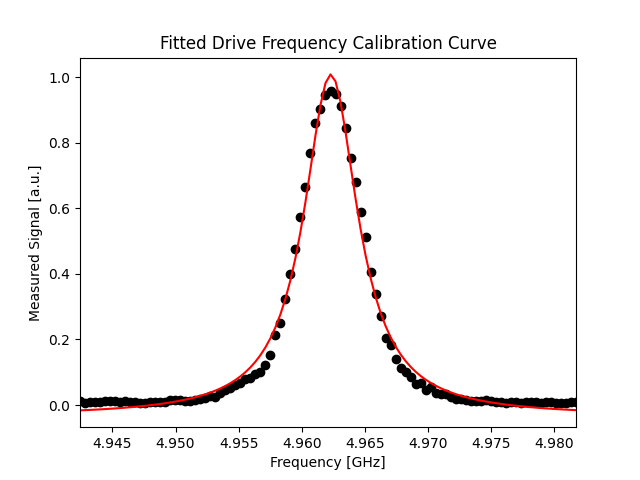 Fitted Drive Frequency Calibration Curve
Measured Signal [a.u.]
1.0
0.8
0.6
0.4
0.2
0.0
4.945 4.950 4.955 4.960 4.965 4.970 4.975 4.980
Frequency [GHz]